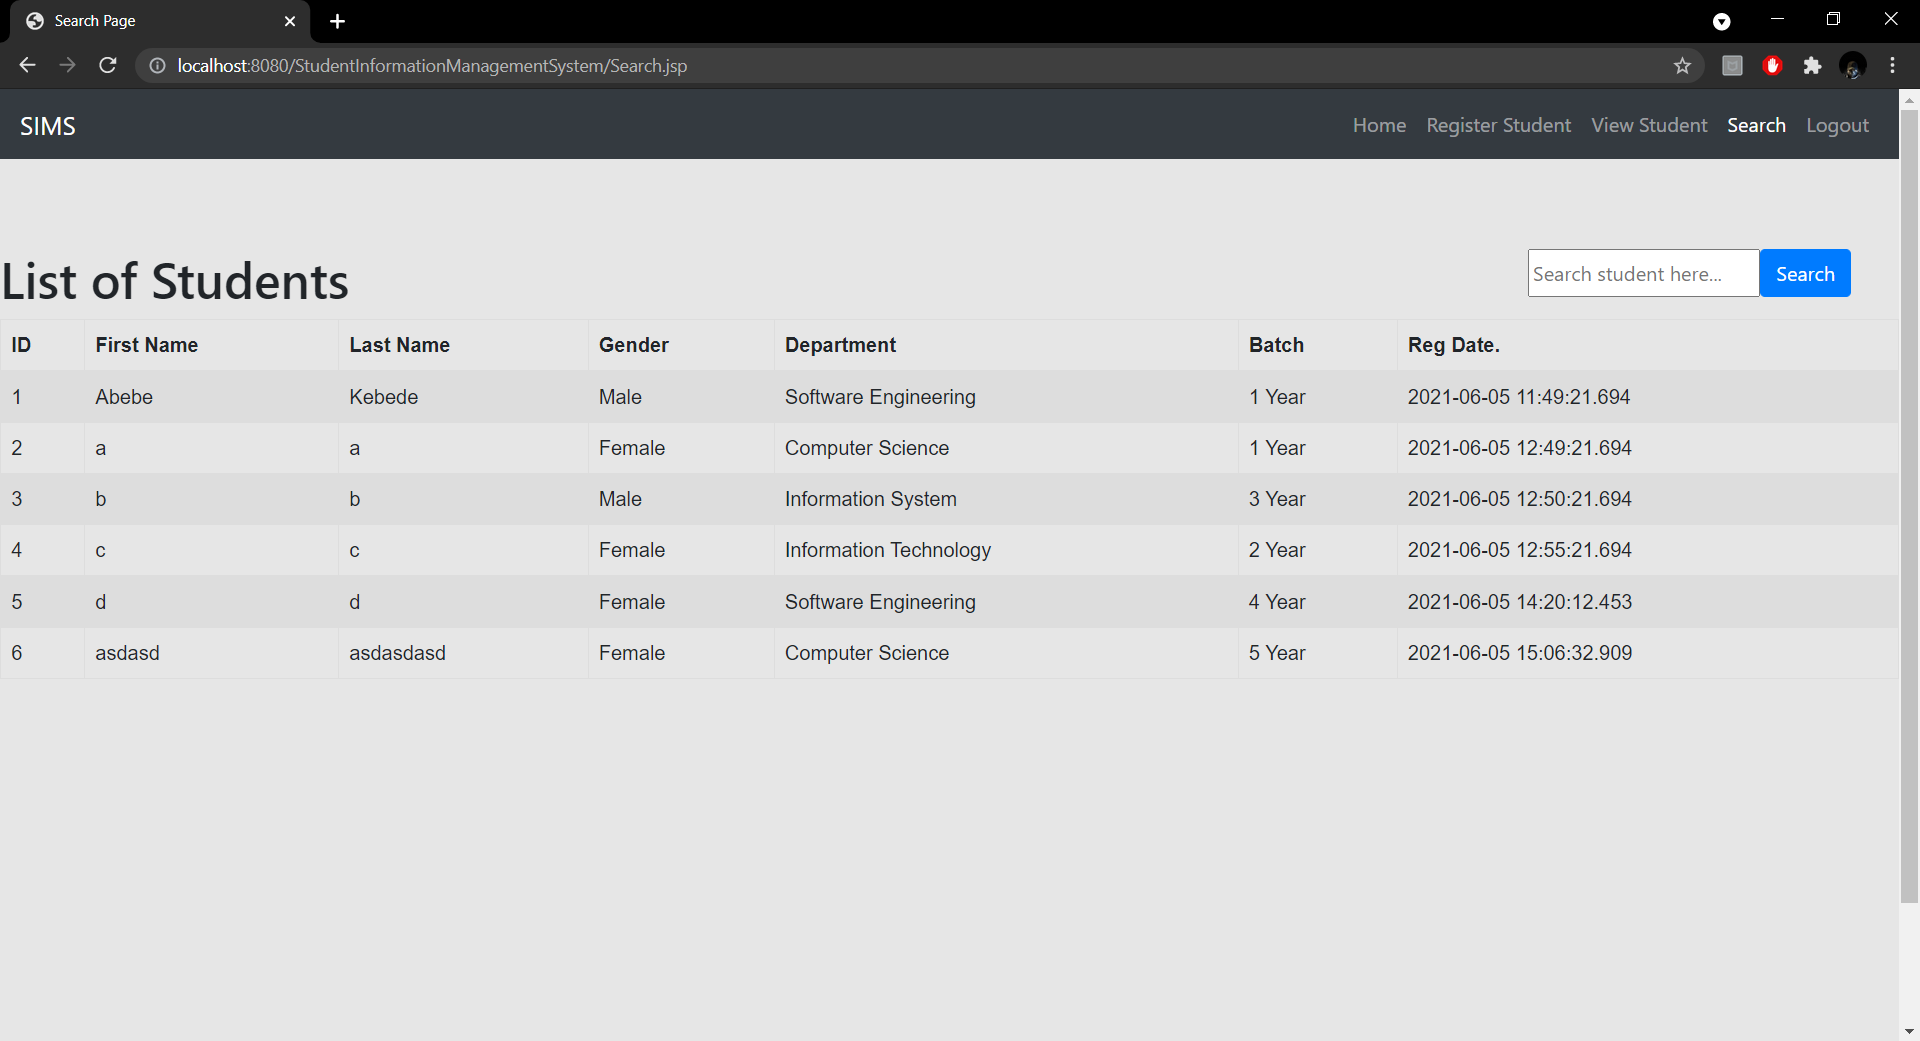 Search Page
localhost:8080/StudentInformationManagementSystem/Search.jsp
SIMS Home Register Student View Student Search Logout
List of Students Search student here... Search
ID First Name Last Name Gender Department Batch Reg Date.
1 Abebe Kebede Male Software Engineering 1 Year 2021-06-05 11:49:21.694
2 a a Female Computer Science 1 Year 2021-06-05 12:49:21.694
3 b b Male Information System 3 Year 2021-06-05 12:50:21.694
4 c c Female Information Technology 2 Year 2021-06-05 12:55:21.694
5 d d Female Software Engineering 4 Year 2021-06-05 14:20:12.453
6 asdasd asdasdasd Female Computer Science 5 Year 2021-06-05 15:06:32.909